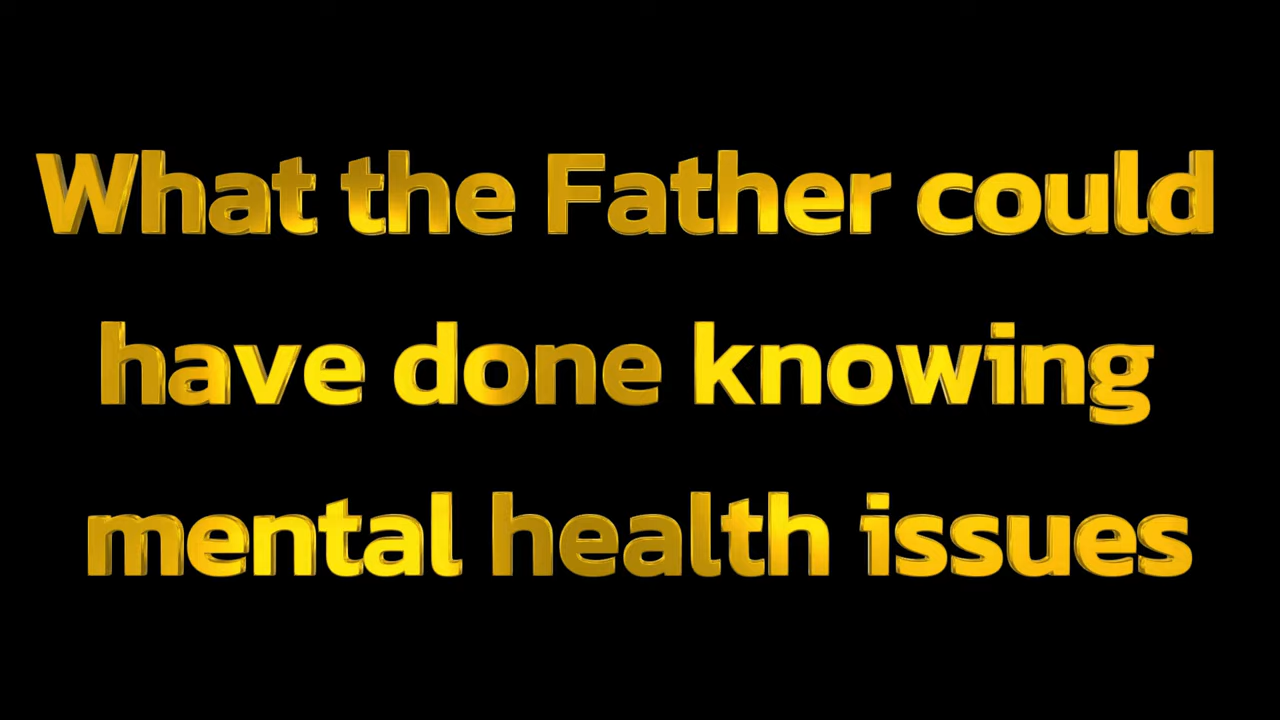 What the Father could
have done knowing
mental health issues